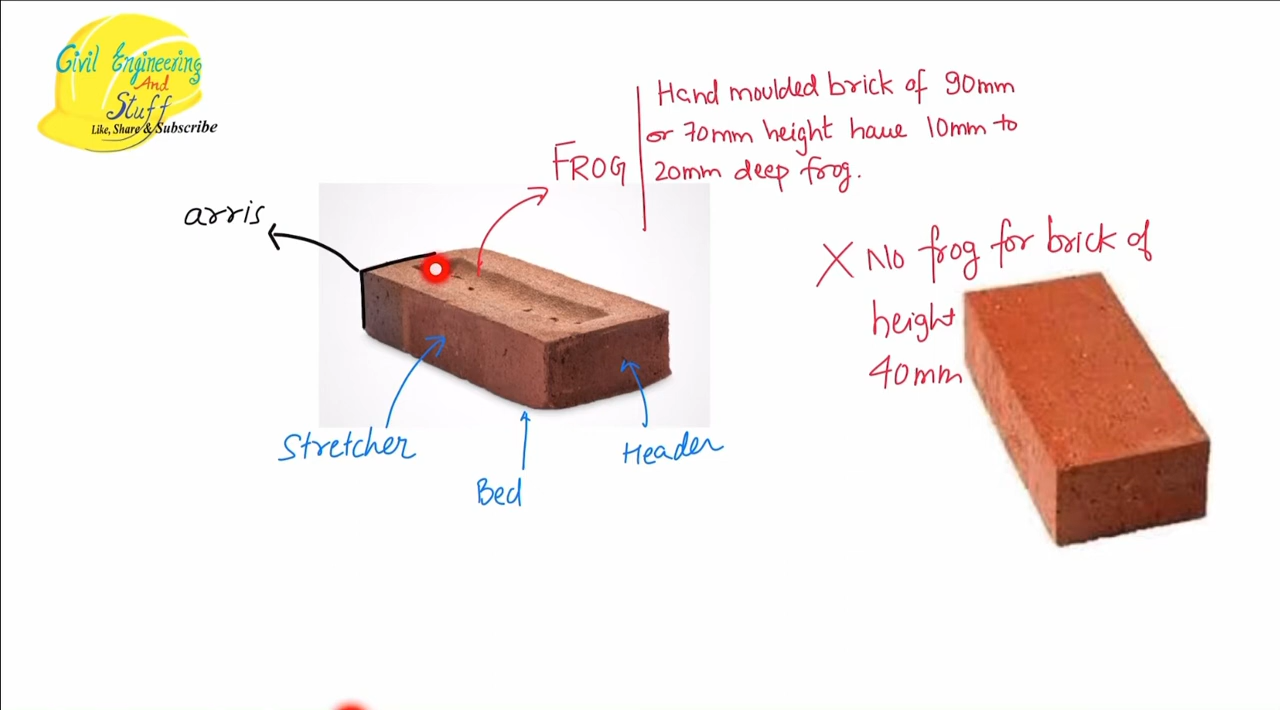 Civil Engineering
And
Stuff
Like, Share & Subscribe
Hand moulded brick of 90mm
or 70mm height have 10mm to
20mm deep frog.
FROG
arris
X No frog for brick of
height
40mm
Stretcher
Header
Bed